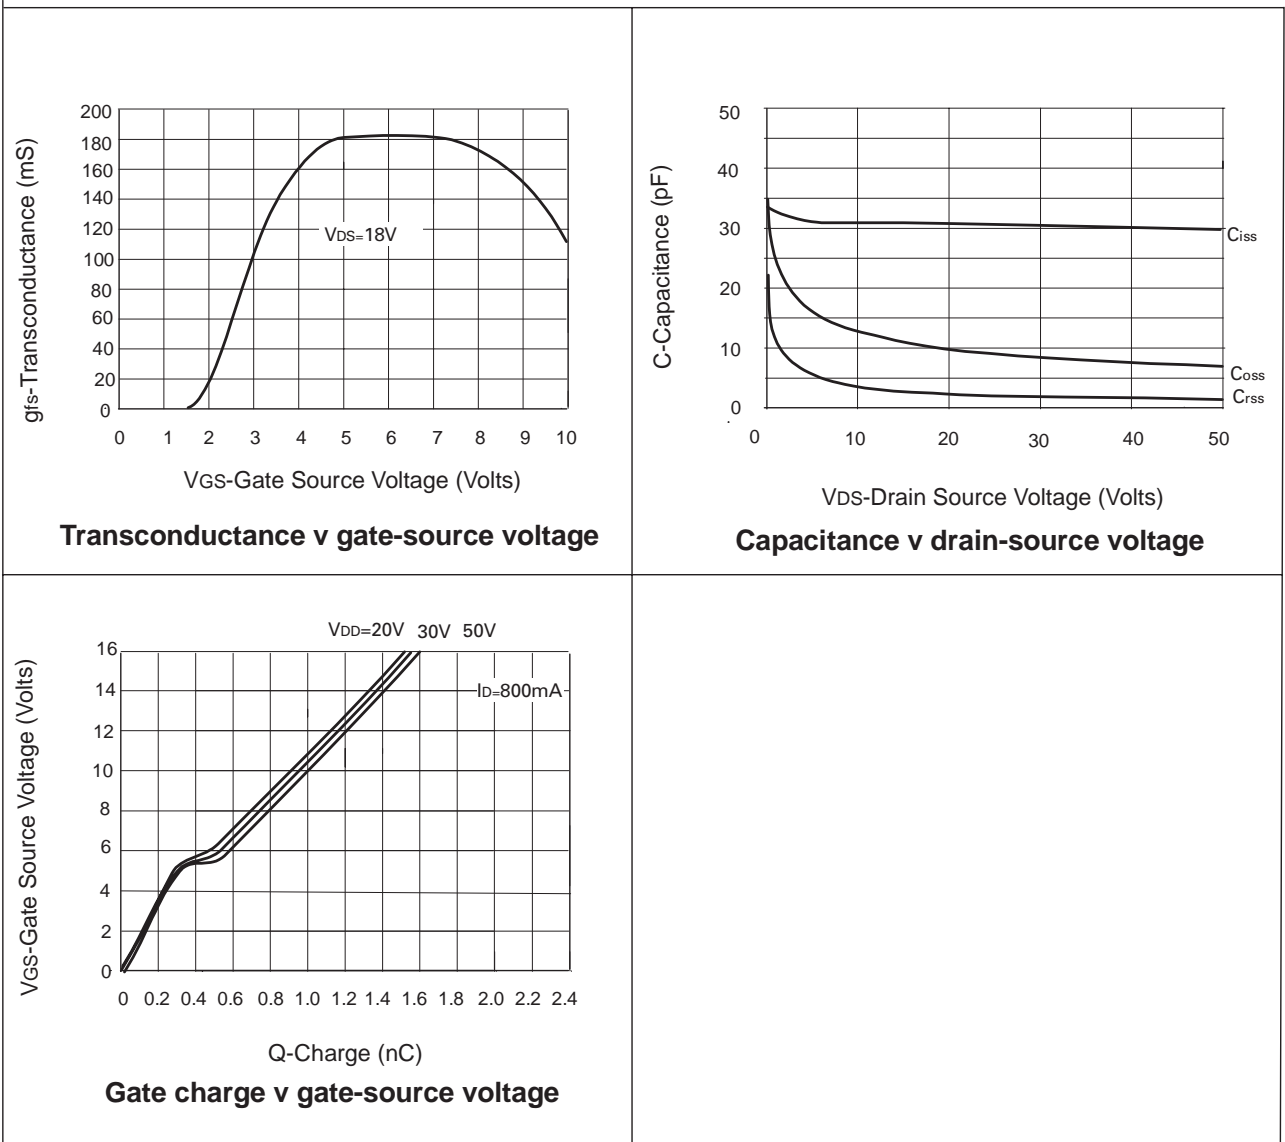 200
180
160
140
120
100
80
60
40
20
0
gfs-Transconductance (mS)
VDS=18V
0 1 2 3 4 5 6 7 8 9 10
VGS-Gate Source Voltage (Volts)
Transconductance v gate-source voltage
50
40
30
20
10
0
C-Capacitance (pF)
Ciss
Coss
Crss
0 10 20 30 40 50
VDS-Drain Source Voltage (Volts)
Capacitance v drain-source voltage
VDD=20V 30V 50V
16
14
12
10
8
6
4
2
0
VGS-Gate Source Voltage (Volts)
ID=800mA
0 0.2 0.4 0.6 0.8 1.0 1.2 1.4 1.6 1.8 2.0 2.2 2.4
Q-Charge (nC)
Gate charge v gate-source voltage